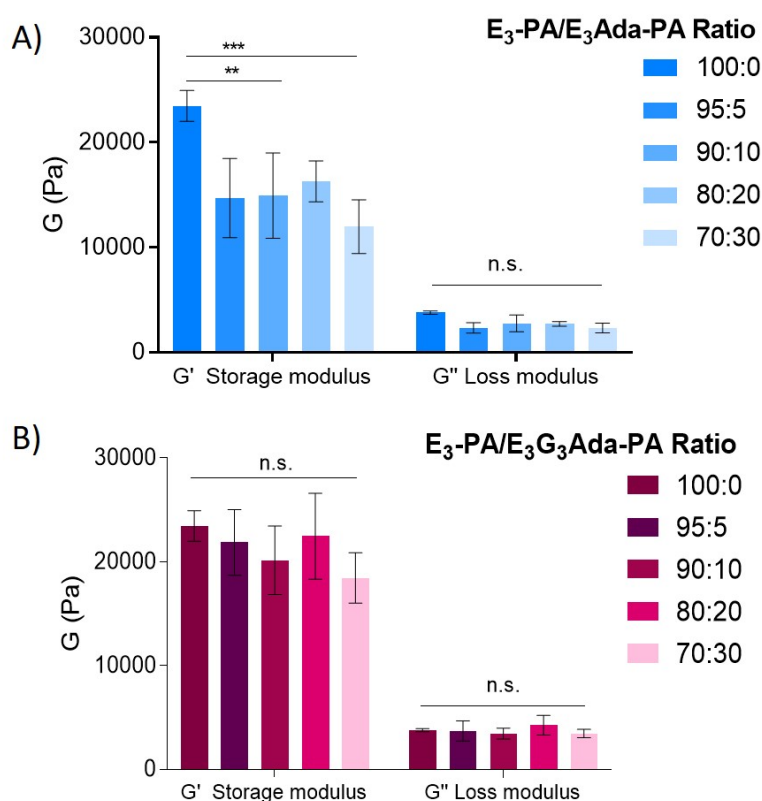 A)
E₃-PA/E₃Ada-PA Ratio
100:0
95:5
90:10
80:20
70:30
G (Pa)
30000
20000
10000
0
***
**
n.s.
G' Storage modulus
G" Loss modulus
B)
E₃-PA/E₃G₃Ada-PA Ratio
100:0
95:5
90:10
80:20
70:30
G (Pa)
30000
20000
10000
0
n.s.
n.s.
G' Storage modulus
G" Loss modulus